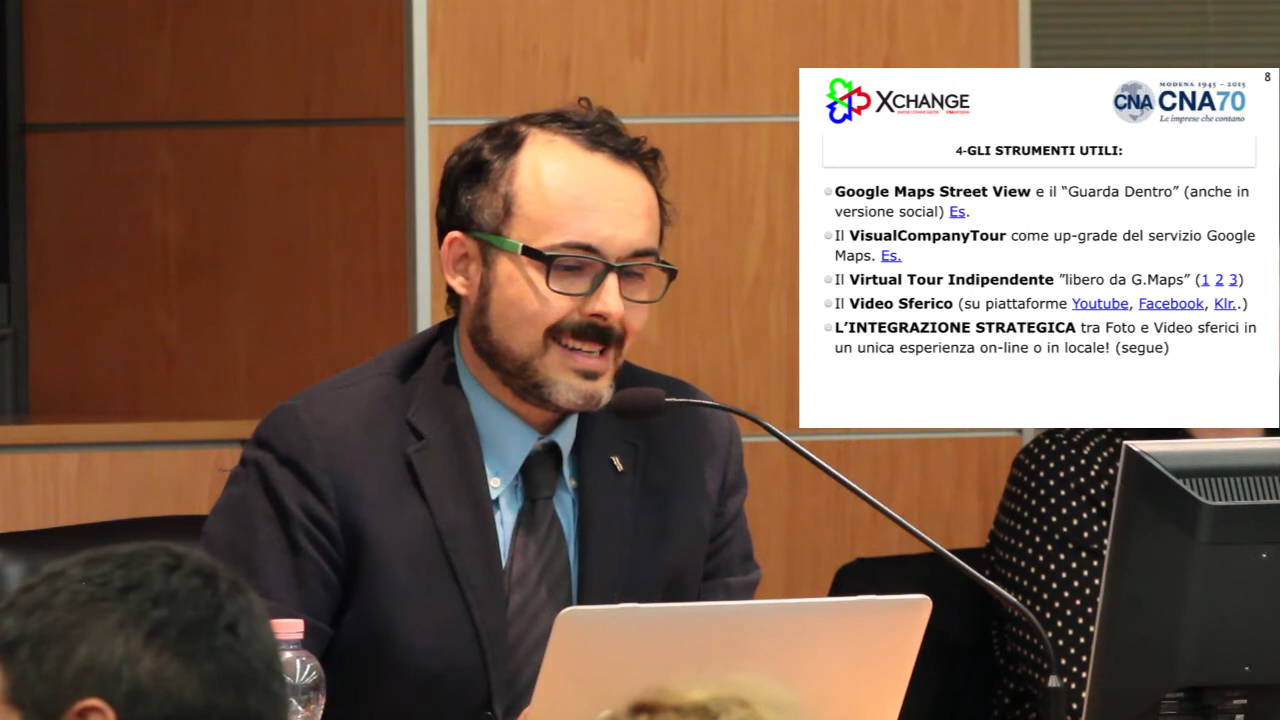 8
XCHANGE
MODENA 1945 - 2015
CNA CNA70
Le imprese che contano
4-GLI STRUMENTI UTILI:
Google Maps Street View e il “Guarda Dentro” (anche in
versione social) Es.
Il VisualCompanyTour come up-grade del servizio Google
Maps. Es.
Il Virtual Tour Indipendente ”libero da G.Maps” (1 2 3)
Il Video Sferico (su piattaforme Youtube, Facebook, Klr..)
L’INTEGRAZIONE STRATEGICA tra Foto e Video sferici in
un unica esperienza on-line o in locale! (segue)